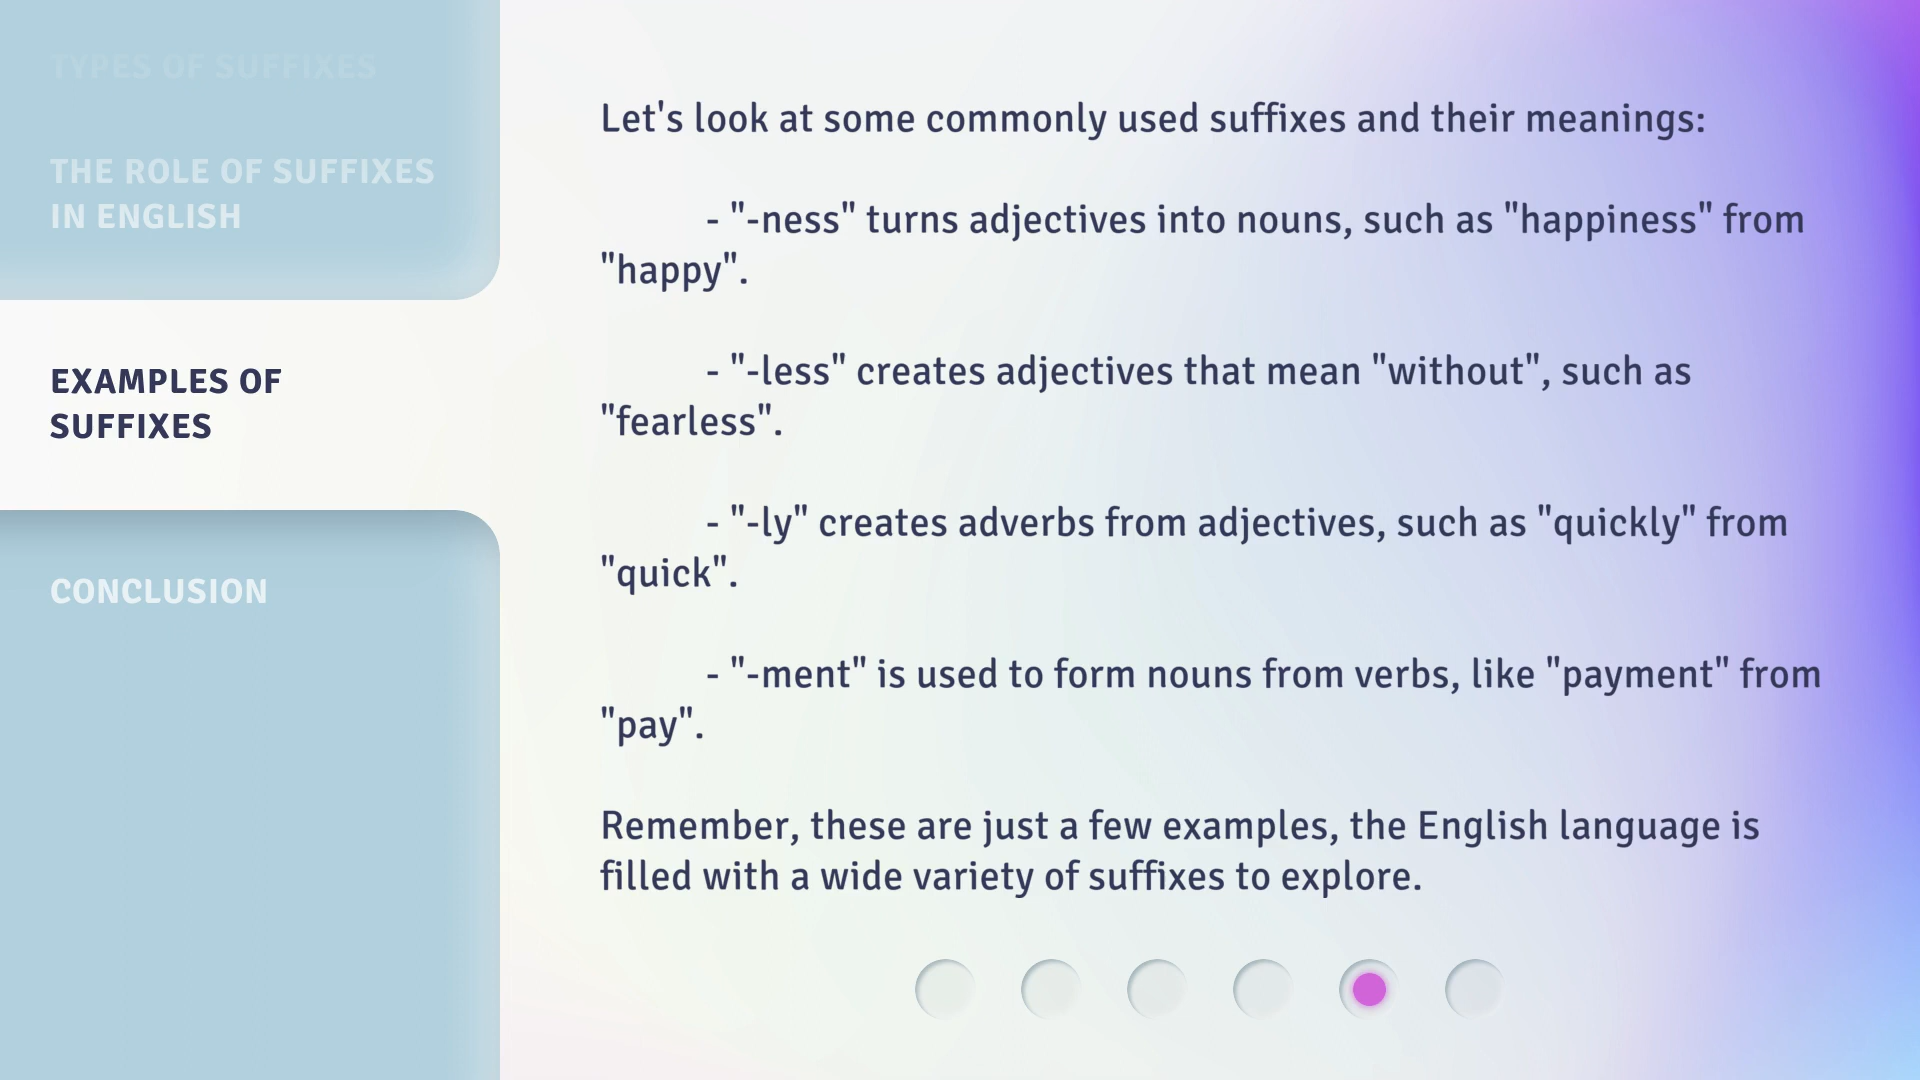 TYPES OF SUFFIXES
THE ROLE OF SUFFIXES
IN ENGLISH
EXAMPLES OF
SUFFIXES
CONCLUSION
Let's look at some commonly used suffixes and their meanings:
- "-ness" turns adjectives into nouns, such as "happiness" from
"happy".
- "-less" creates adjectives that mean "without", such as
"fearless".
- "-ly" creates adverbs from adjectives, such as "quickly" from
"quick".
- "-ment" is used to form nouns from verbs, like "payment" from
"pay".
Remember, these are just a few examples, the English language is
filled with a wide variety of suffixes to explore.